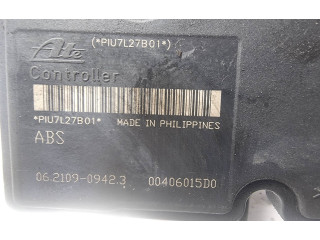 Ate (*PIU7L27B01*)
Controller
*PIU7L27B01* MADE IN PHILIPPINES
ABS
06.2109-0942.3 00406015D0